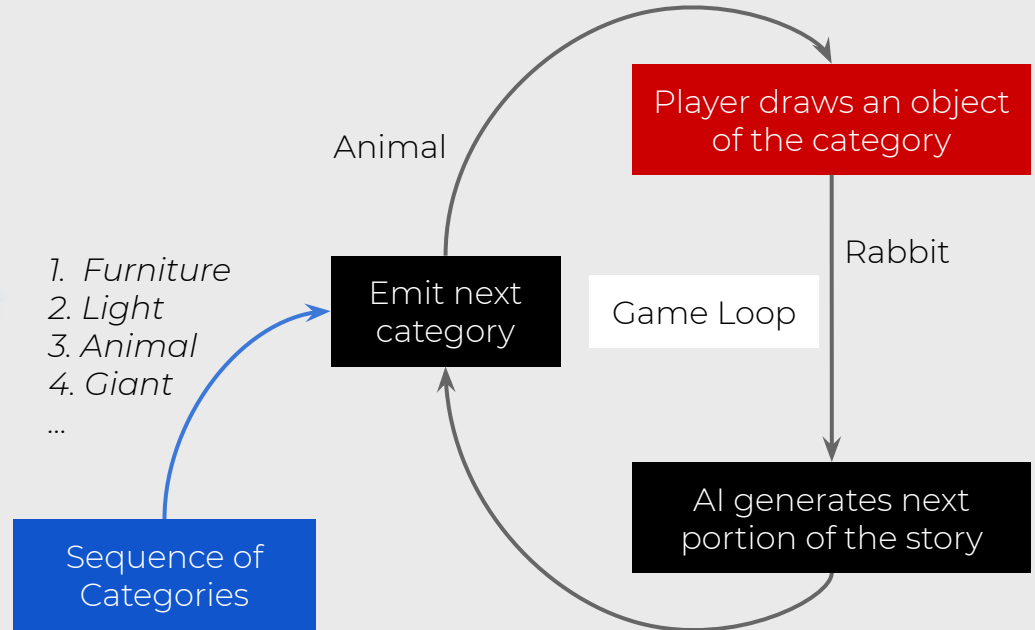 Player draws an object
of the category
Animal
Rabbit
1. Furniture
2. Light
3. Animal
4. Giant
...
Emit next
category
Game Loop
AI generates next
portion of the story
Sequence of
Categories